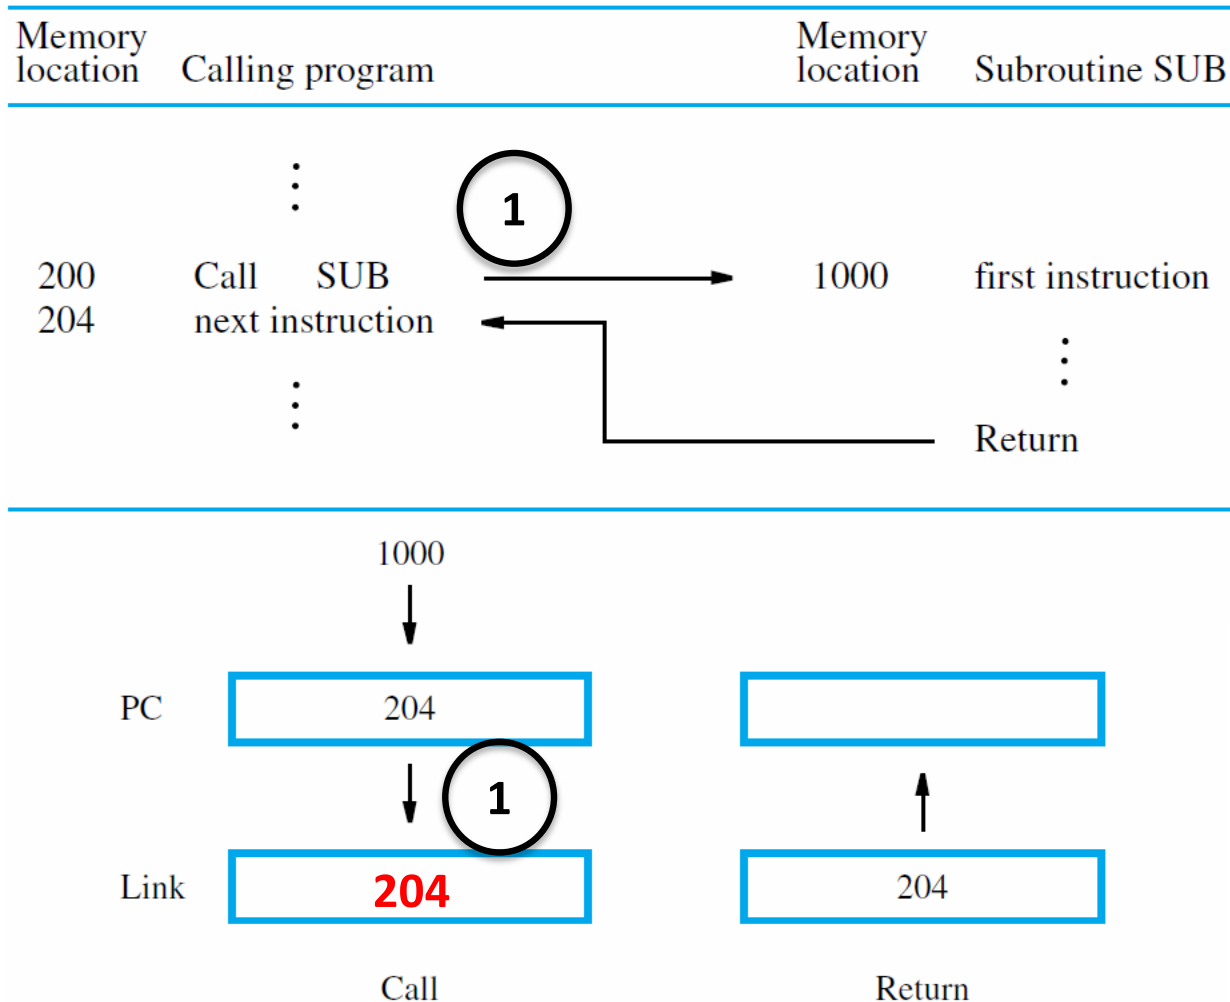 Memory
location Calling program
Memory
location Subroutine SUB
1
200 Call SUB 1000 first instruction
204 next instruction
Return
1000
PC 204
1
Link 204 204
Call Return